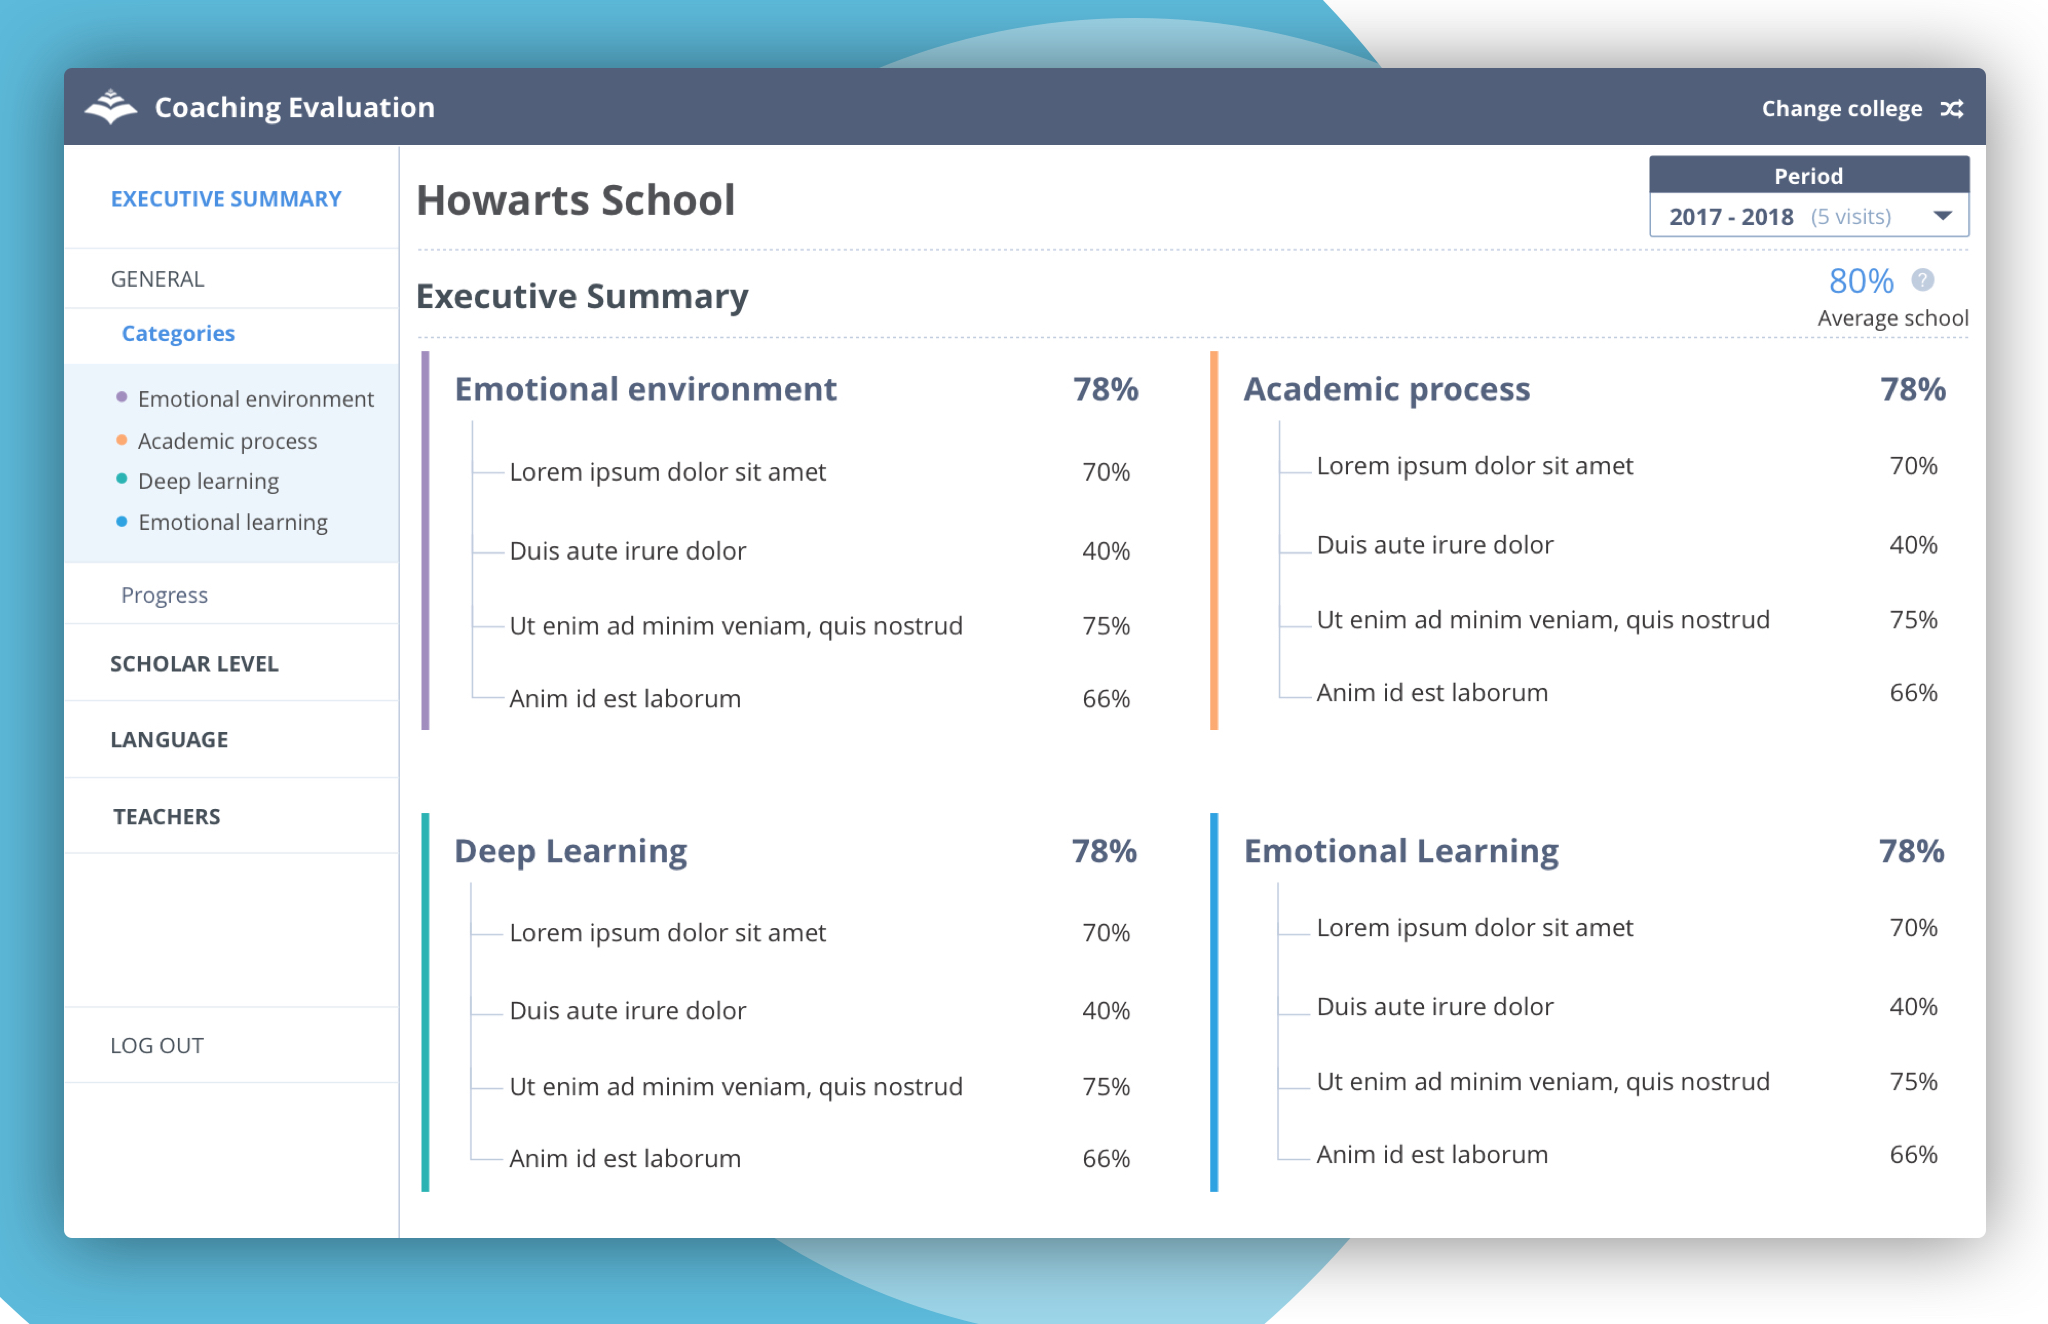 Coaching Evaluation
Change college
EXECUTIVE SUMMARY
GENERAL
Categories
Emotional environment
Academic process
Deep learning
Emotional learning
Progress
SCHOLAR LEVEL
LANGUAGE
TEACHERS
LOG OUT
Howarts School
Period
2017 - 2018 (5 visits)
Executive Summary
80% ?
Average school
Emotional environment 78%
Lorem ipsum dolor sit amet 70%
Duis aute irure dolor 40%
Ut enim ad minim veniam, quis nostrud 75%
Anim id est laborum 66%
Academic process 78%
Lorem ipsum dolor sit amet 70%
Duis aute irure dolor 40%
Ut enim ad minim veniam, quis nostrud 75%
Anim id est laborum 66%
Deep Learning 78%
Lorem ipsum dolor sit amet 70%
Duis aute irure dolor 40%
Ut enim ad minim veniam, quis nostrud 75%
Anim id est laborum 66%
Emotional Learning 78%
Lorem ipsum dolor sit amet 70%
Duis aute irure dolor 40%
Ut enim ad minim veniam, quis nostrud 75%
Anim id est laborum 66%